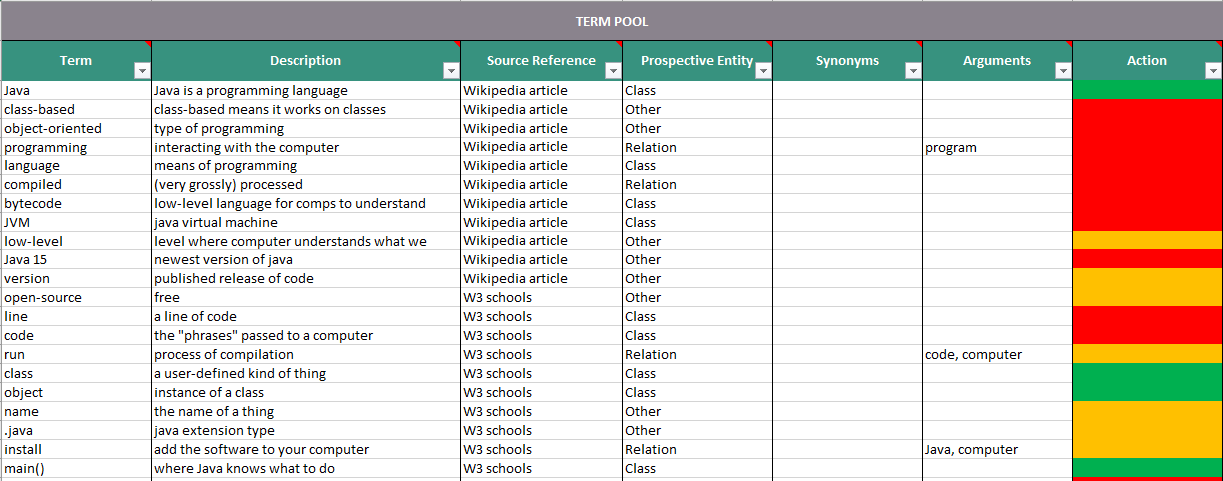 TERM POOL
Term Description Source Reference Prospective Entity Synonyms Arguments Action
Java Java is a programming language Wikipedia article Class
class-based class-based means it works on classes Wikipedia article Other
object-oriented type of programming Wikipedia article Other
programming interacting with the computer Wikipedia article Relation program
language means of programming Wikipedia article Class
compiled (very grossly) processed Wikipedia article Relation
bytecode low-level language for comps to understand Wikipedia article Class
JVM java virtual machine Wikipedia article Class
low-level level where computer understands what we Wikipedia article Other
Java 15 newest version of java Wikipedia article Other
version published release of code Wikipedia article Other
open-source free W3 schools Other
line a line of code W3 schools Class
code the "phrases" passed to a computer W3 schools Class
run process of compilation W3 schools Relation code, computer
class a user-defined kind of thing W3 schools Class
object instance of a class W3 schools Class
name the name of a thing W3 schools Other
.java java extension type W3 schools Other
install add the software to your computer W3 schools Relation Java, computer
main() where Java knows what to do W3 schools Class